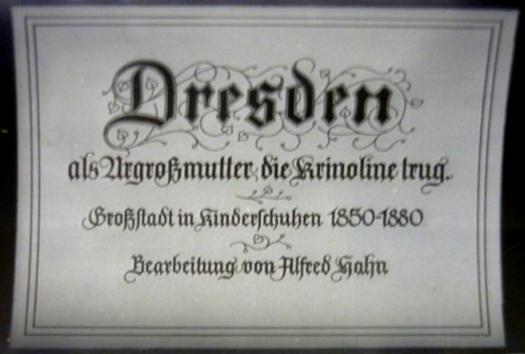 Dresden
als Urgroßmutter die Krinoline trug.
Großstadt in Kinderschuhen 1850-1880
Bearbeitung von Alfred Hahn